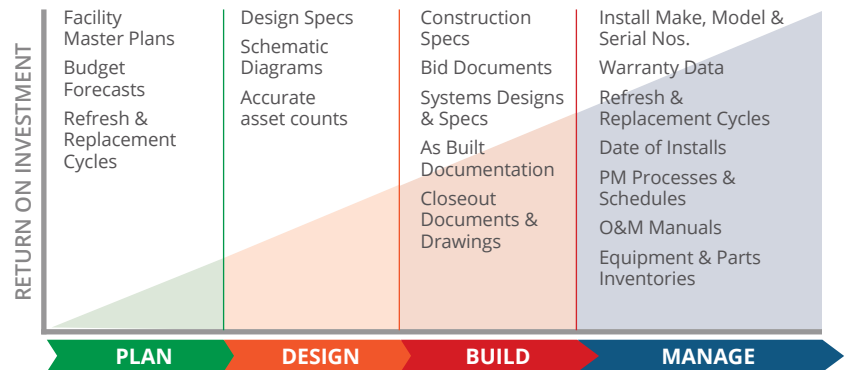 RETURN ON INVESTMENT
Facility
Master Plans
Budget
Forecasts
Refresh &
Replacement
Cycles
Design Specs
Schematic
Diagrams
Accurate
asset counts
Construction
Specs
Bid Documents
Systems Designs
& Specs
As Built
Documentation
Closeout
Documents &
Drawings
Install Make, Model &
Serial Nos.
Warranty Data
Refresh &
Replacement Cycles
Date of Installs
PM Processes &
Schedules
O&M Manuals
Equipment & Parts
Inventories
PLAN
DESIGN
BUILD
MANAGE